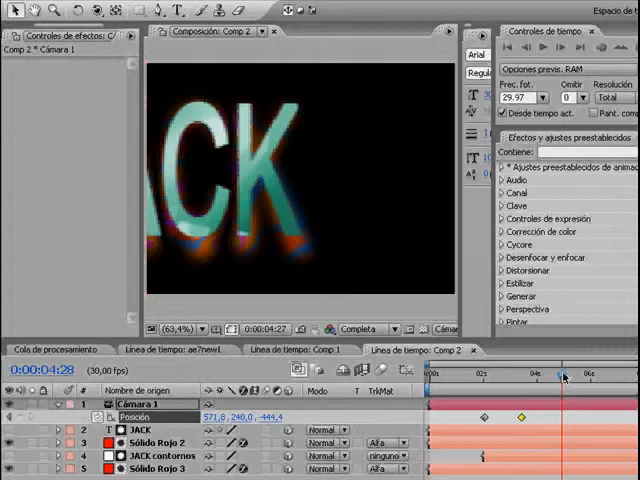 Espacio de
Controles de efectos: C
Comp 2 * Cámara 1
Composición: Comp 2
ACK
(63,4%)
0:00:04:27
Completa
Cámar
Arial
Regul
Controles de tiempo
Opciones previs. RAM
Frec. fot.
Omitir
Resolución
29.97
0
Total
Desde tiempo act.
Pant. comp
Efectos y ajustes preestablecidos
Contiene:
* Ajustes preestablecidos de animac
Audio
Canal
Clave
Controles de expresión
Corrección de color
Cycore
Desenfocar y enfocar
Distorsionar
Estilizar
Generar
Perspectiva
Pintar
Cola de procesamiento
Línea de tiempo: ae7new1
Línea de tiempo: Comp 1
Línea de tiempo: Comp 2
0:00:04:28
(30,00 fps)
:00s
02s
04s
06s
#
Nombre de origen
Modo
TrkMat
1 Cámara 1
Posición
571,8, 240,0, -444,4
2 T JACK
Normal
3 Sólido Rojo 2
Normal
Alfa
4 JACK contornos
Normal
ninguno
5 Sólido Rojo 3
Normal
Alfa